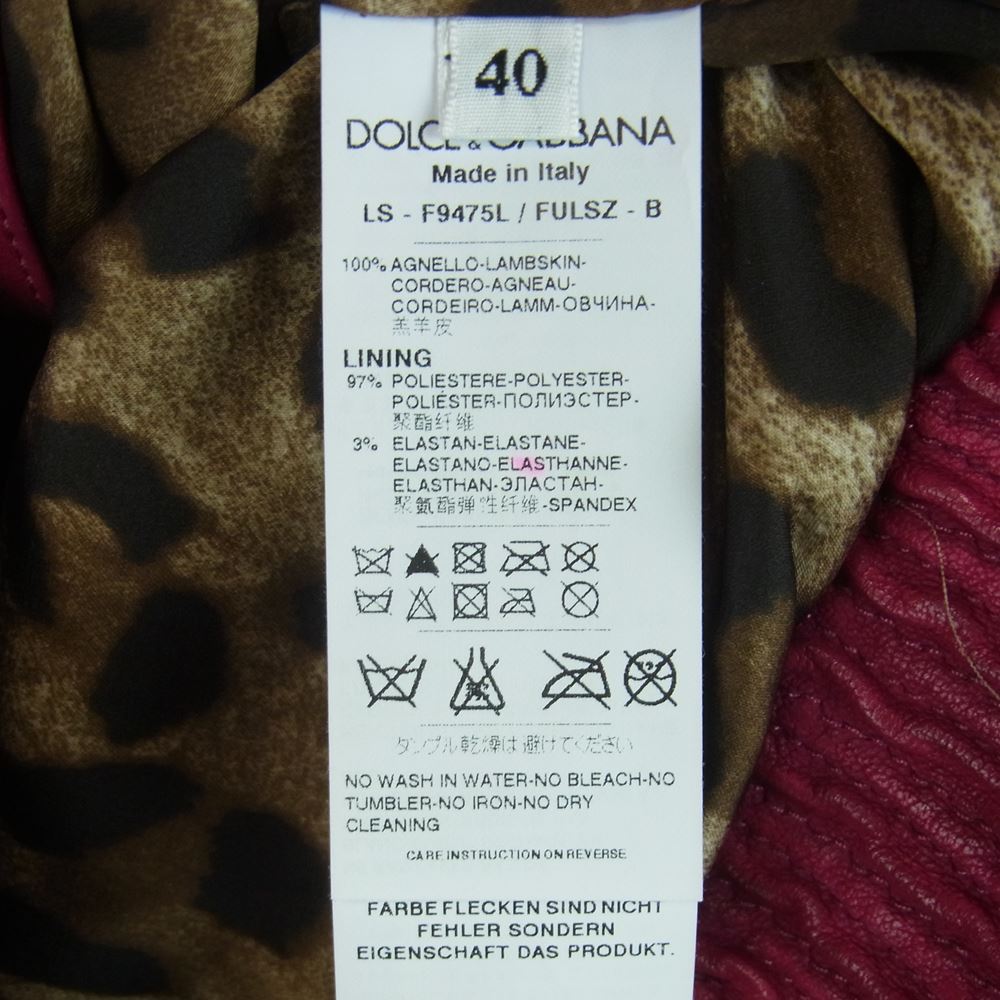 40
DOLCE & GABBANA
Made in Italy
LS - F9475L / FULSZ - B
100% AGNELLO-LAMBSKIN-
CORDERO-AGNEAU-
CORDEIRO-LAMM-ОВЧИНА-
羔羊皮
LINING
97% POLIESTERE-POLYESTER-
POLIÉSTER-ПОЛИЭСТЕР-
聚酯纤维
3% ELASTAN-ELASTANE-
ELASTANO-ELASTHANNE-
ELASTHAN-ЭЛАСТАН-
聚氨酯弹性纤维-SPANDEX
タンブル乾燥は避けてください
NO WASH IN WATER-NO BLEACH-NO
TUMBLER-NO IRON-NO DRY
CLEANING
CARE INSTRUCTION ON REVERSE
FARBE FLECKEN SIND NICHT
FEHLER SONDERN
EIGENSCHAFT DAS PRODUKT.